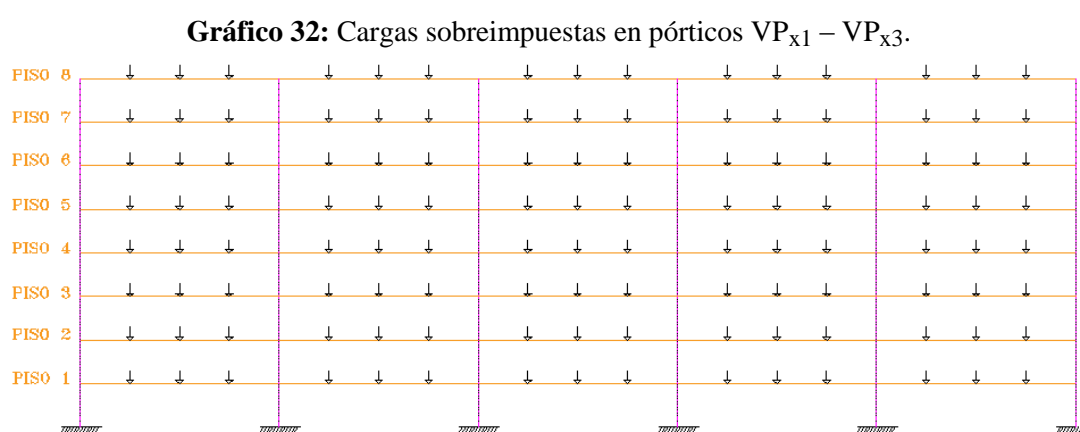 Gráfico 32: Cargas sobreimpuestas en pórticos VPx1 – VPx3.
PISO 8
PISO 7
PISO 6
PISO 5
PISO 4
PISO 3
PISO 2
PISO 1